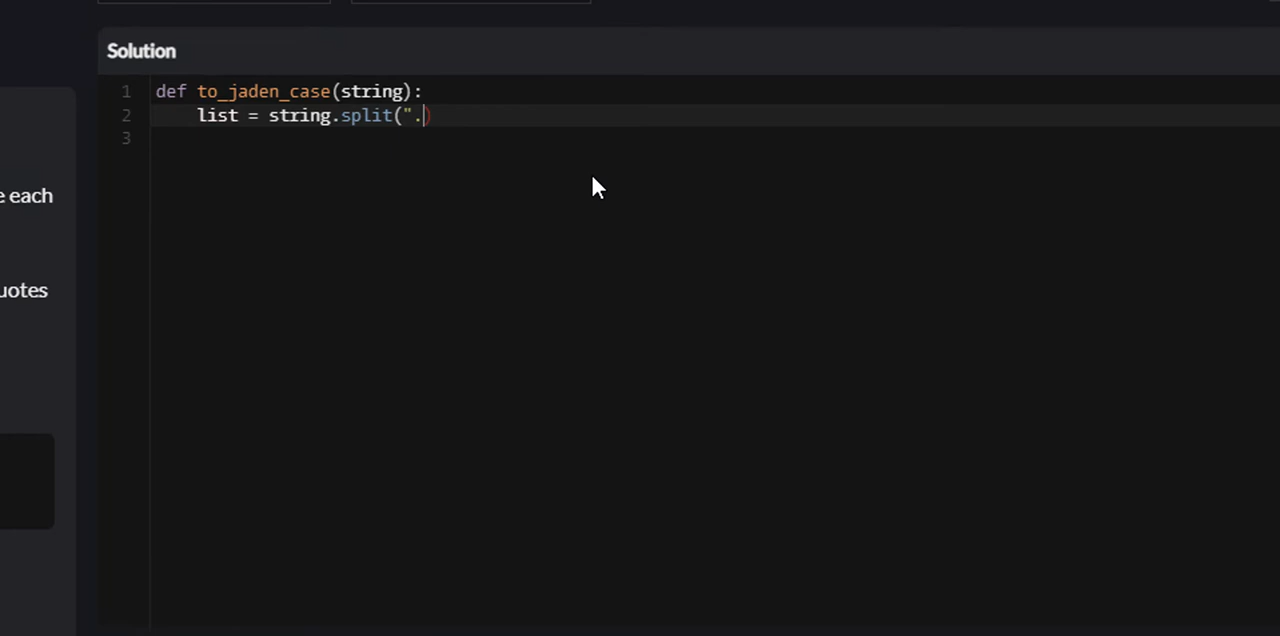 Solution
1 def to_jaden_case(string):
2 list = string.split(".)
3
each
uotes